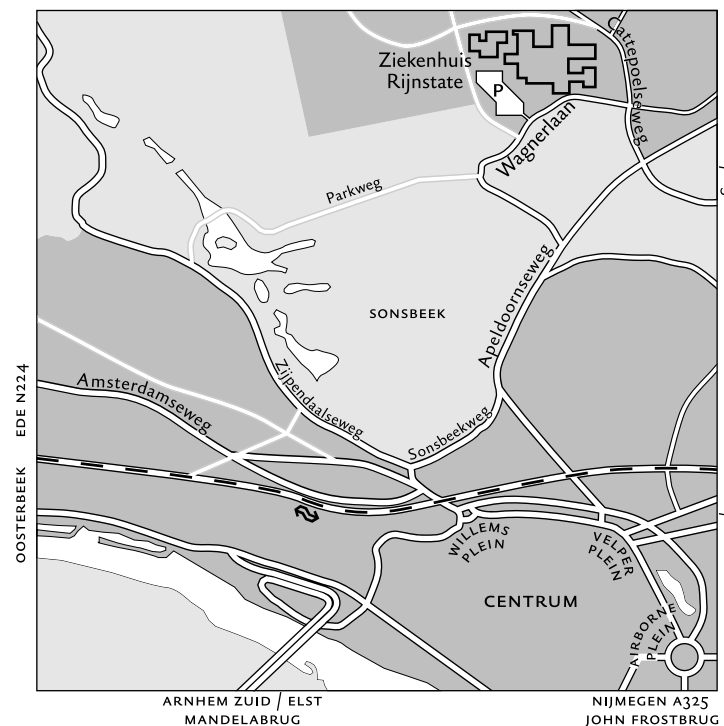 Ziekenhuis
Rijnstate
P
Cattepoelseweg
Wagnerlaan
Parkweg
SONSBEEK
Apeldoornseweg
EDE N224
OOSTERBEEK
Amsterdamseweg
Zijpendaalseweg
Sonsbeekweg
WILLEMS
PLEIN
VELPER
PLEIN
CENTRUM
AIRBORNE
PLEIN
ARNHEM ZUID / ELST
MANDELABRUG
NIJMEGEN A325
JOHN FROSTBRUG